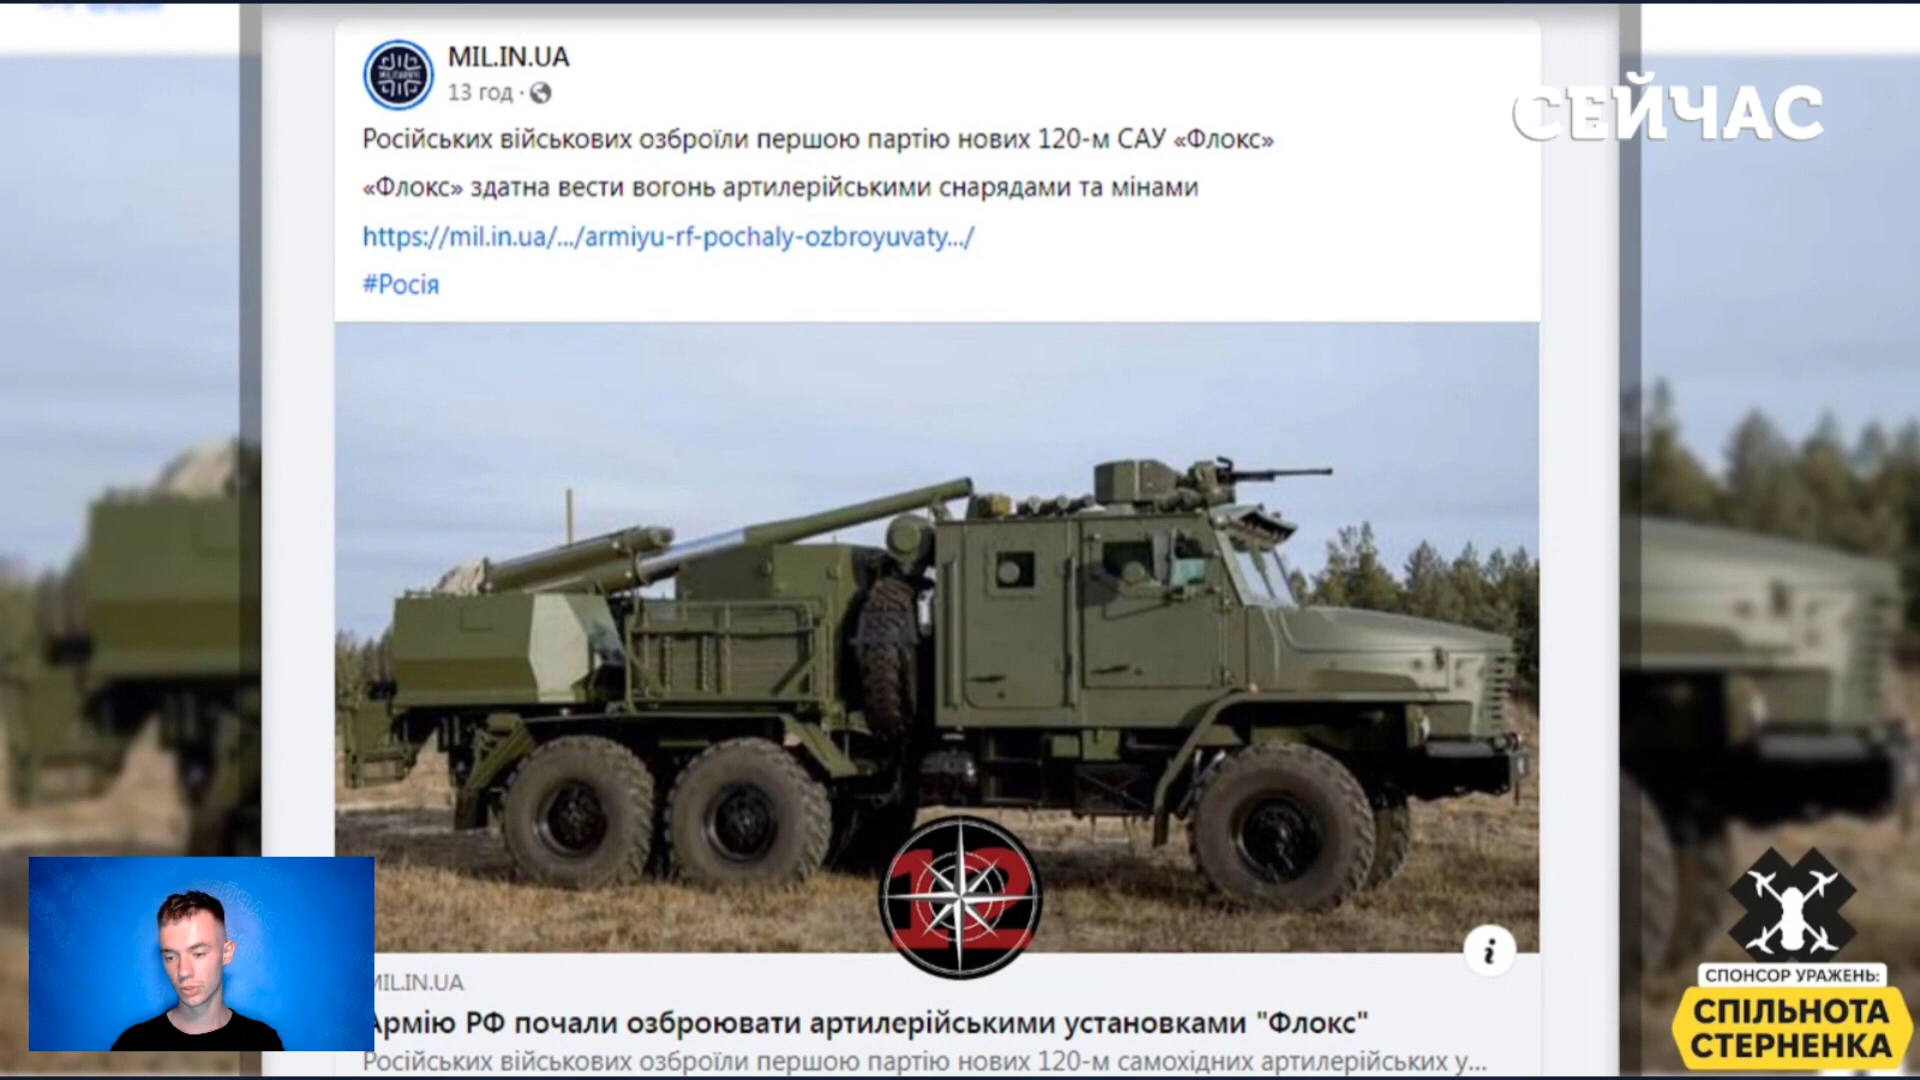 MIL.IN.UA
13 год ·
СЕЙЧАС
Російських військових озброїли першою партію нових 120-м САУ «Флокс»
«Флокс» здатна вести вогонь артилерійськими снарядами та мінами
https://mil.in.ua/.../armiyu-rf-pochaly-ozbroyuvaty.../
#Росія
12
i
MIL.IN.UA
Армію РФ почали озброювати артилерійськими установками "Флокс"
Російських військових озброїли першою партію нових 120-м самохідних артилерійських у...
СПОНСОР УРАЖЕНЬ:
СПІЛЬНОТА
СТЕРНЕНКА